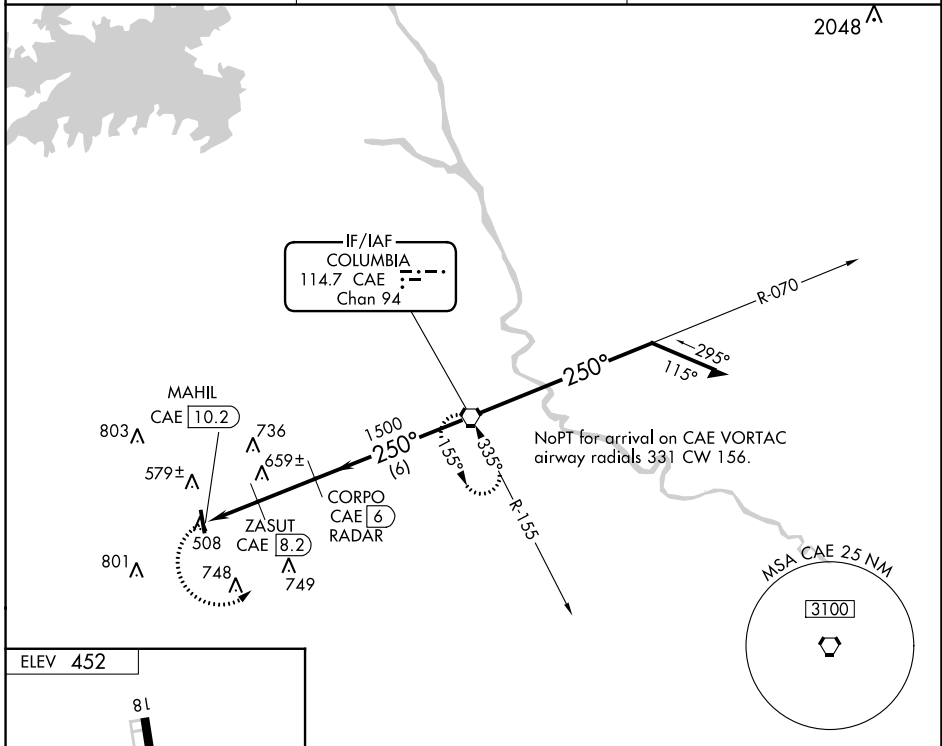 2048
IF/IAF
COLUMBIA
114.7 CAE
Chan 94
R-070
295°
115°
250°
MAHIL
CAE 10.2
803
736
1500
250°
(6)
NoPT for arrival on CAE VORTAC
airway radials 331 CW 156.
659±
579±
155°
335°
CORPO
CAE 6
RADAR
R-155
ZASUT
CAE 8.2
508
801
748
749
MSA CAE 25 NM
3100
ELEV 452
18